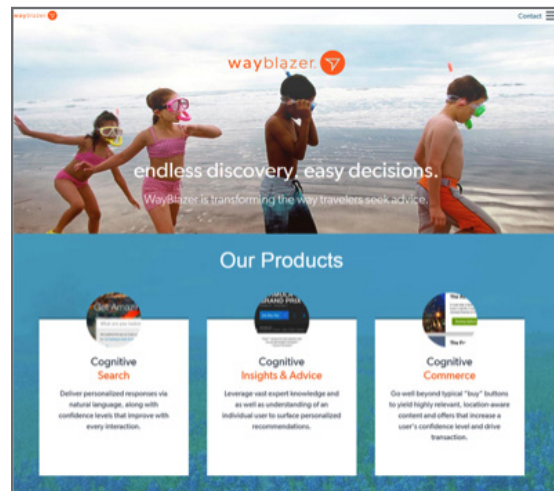 wayblazer
Contact
wayblazer
endless discovery, easy decisions.
WayBlazer is transforming the way travelers seek advice.
Our Products
Get Amaz
GRAND PRIX
Cognitive
Search
Deliver personalized responses via
natural language, along with
confidence levels that improve with
every interaction.
Cognitive
Insights & Advice
Leverage vast expert knowledge and
as well as understanding of an
individual user to surface personalized
recommendations.
Cognitive
Commerce
Go well beyond typical "buy" buttons
to yield highly relevant, location-aware
content and offers that increase a
user's confidence level and drive
transaction.